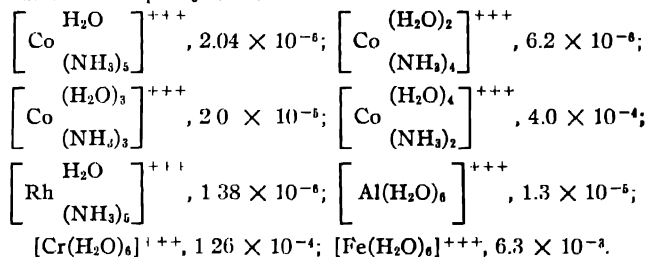 [Co H₂O (NH₃)₅]⁺⁺⁺, 2.04 × 10⁻⁶; [Co (H₂O)₂ (NH₃)₄]⁺⁺⁺, 6.2 × 10⁻⁶;
[Co (H₂O)₃ (NH₃)₃]⁺⁺⁺, 2 0 × 10⁻⁵; [Co (H₂O)₄ (NH₃)₂]⁺⁺⁺, 4.0 × 10⁻⁴;
[Rh H₂O (NH₃)₅]⁺⁺⁺, 1 38 × 10⁻⁶; [Al(H₂O)₆]⁺⁺⁺, 1.3 × 10⁻⁵;
[Cr(H₂O)₆]⁺⁺⁺, 1 26 × 10⁻⁴; [Fe(H₂O)₆]⁺⁺⁺, 6.3 × 10⁻³.